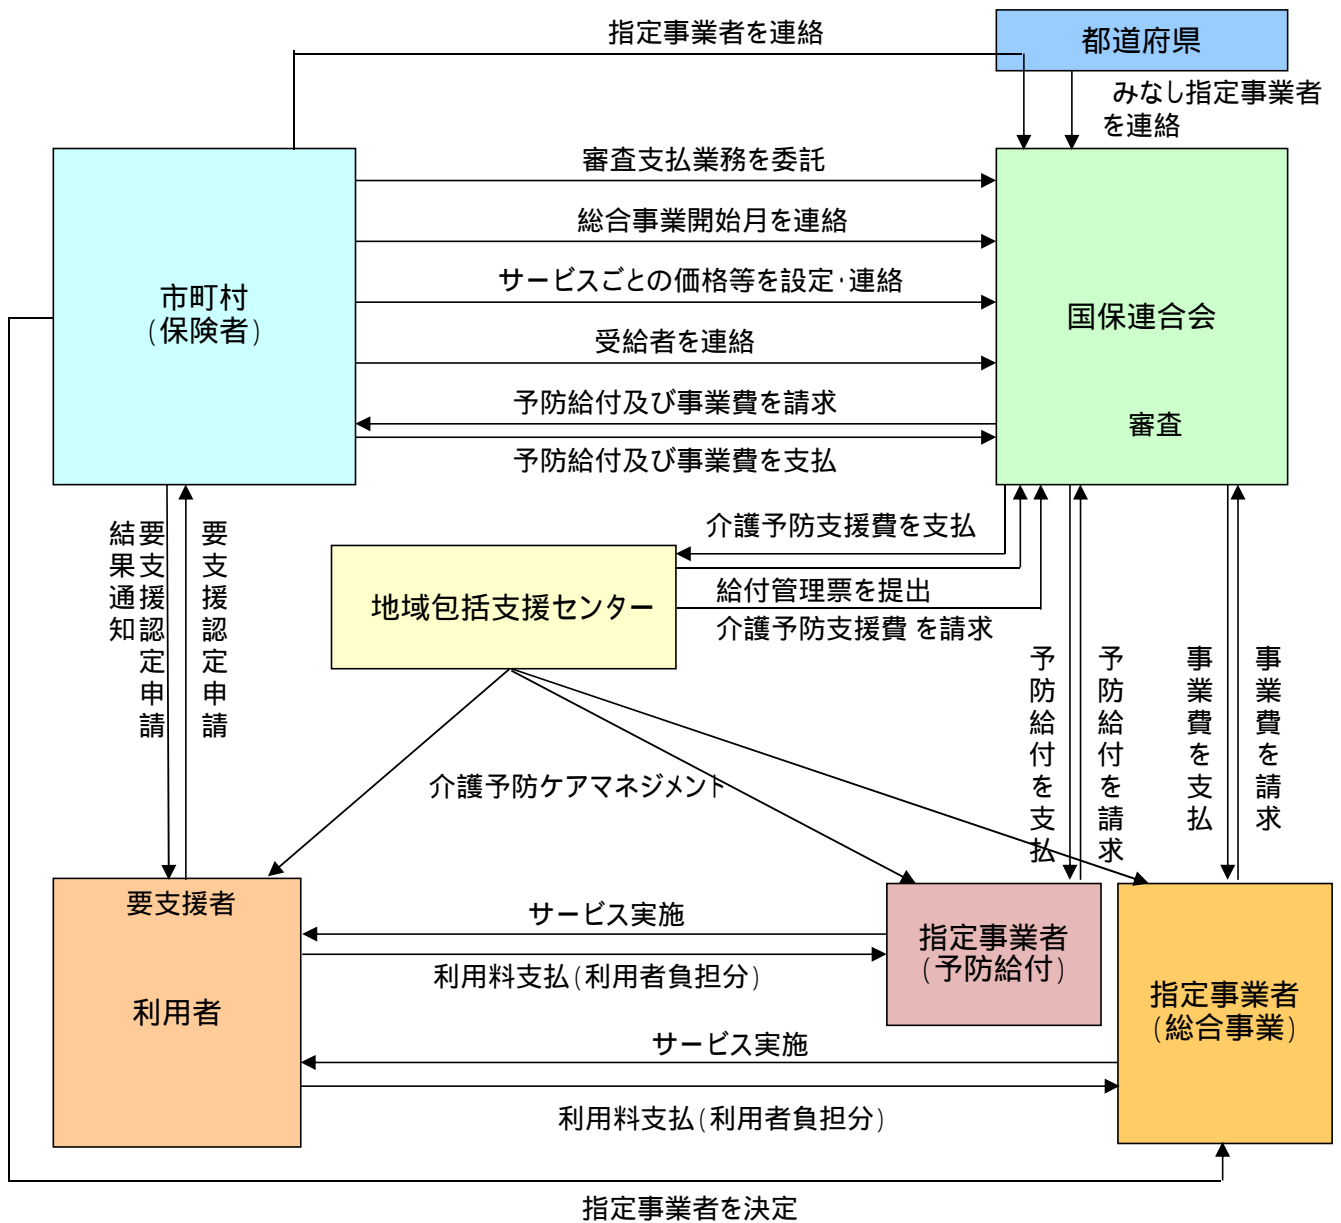 指定事業者を連絡
都道府県
みなし指定事業者
を連絡
審査支払業務を委託
総合事業開始月を連絡
サービスごとの価格等を設定・連絡
受給者を連絡
予防給付及び事業費を請求
予防給付及び事業費を支払
市町村
(保険者)
国保連合会
審査
要支援認定申請
結果通知
要支援認定申請
介護予防支援費を支払
地域包括支援センター
給付管理票を提出
介護予防支援費 を請求
予防給付を支払
予防給付を請求
事業費を支払
事業費を請求
介護予防ケアマネジメント
要支援者
利用者
サービス実施
利用料支払(利用者負担分)
指定事業者
(予防給付)
指定事業者
(総合事業)
サービス実施
利用料支払(利用者負担分)
指定事業者を決定